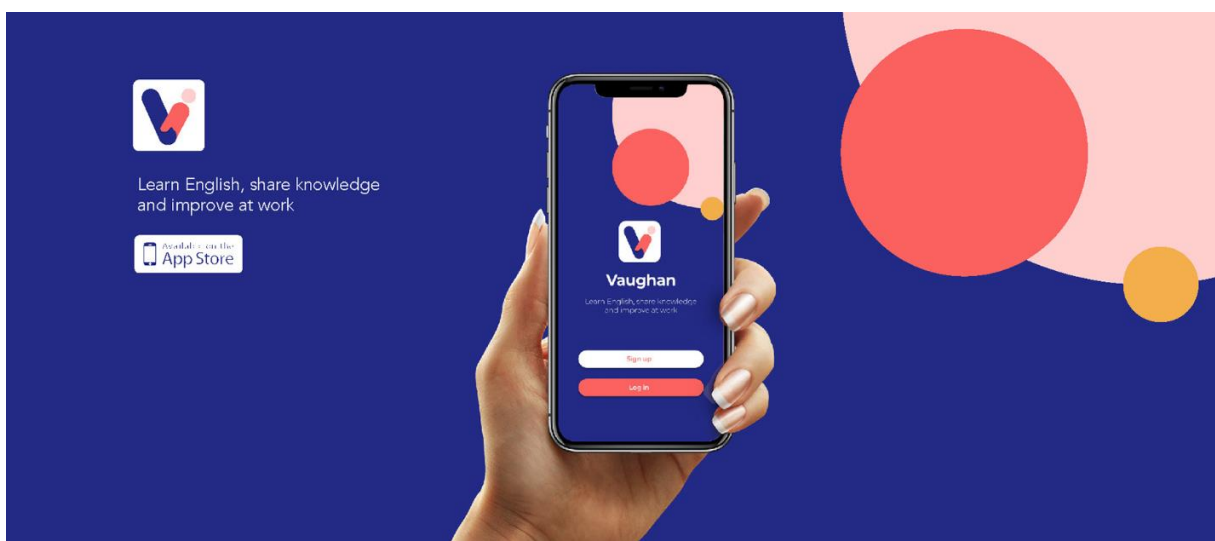 Learn English, share knowledge
and improve at work
Available on the
App Store
Vaughan
Learn English, share knowledge
and improve at work
Sign up
Log in